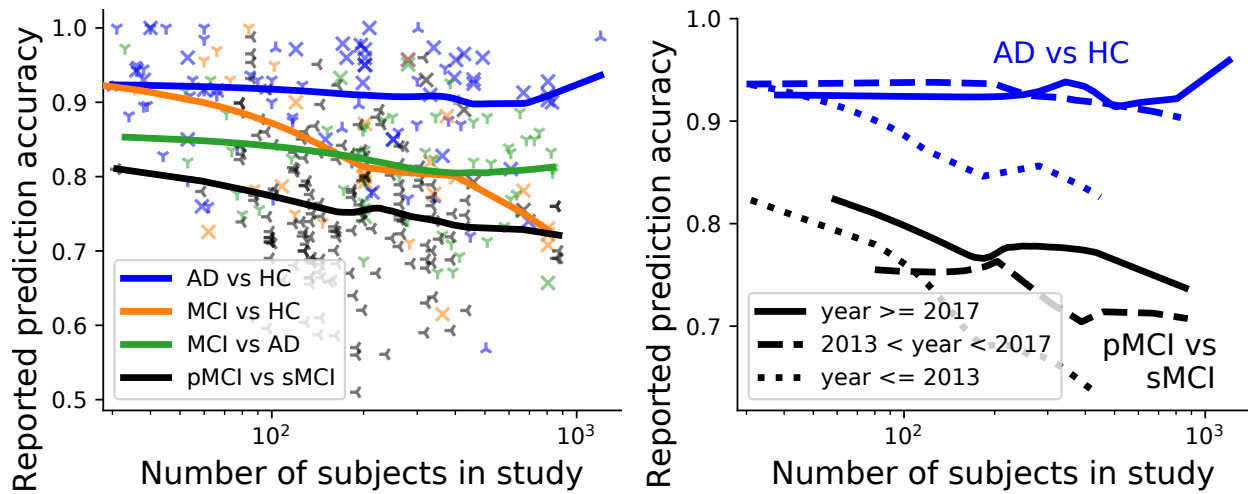 Reported prediction accuracy
1.0
0.9
0.8
0.7
0.6
0.5
AD vs HC
MCI vs HC
MCI vs AD
pMCI vs sMCI
10²
10³
Number of subjects in study
Reported prediction accuracy
1.0
0.9
0.8
0.7
AD vs HC
year >= 2017
2013 < year < 2017
year <= 2013
pMCI vs
sMCI
10²
10³
Number of subjects in study